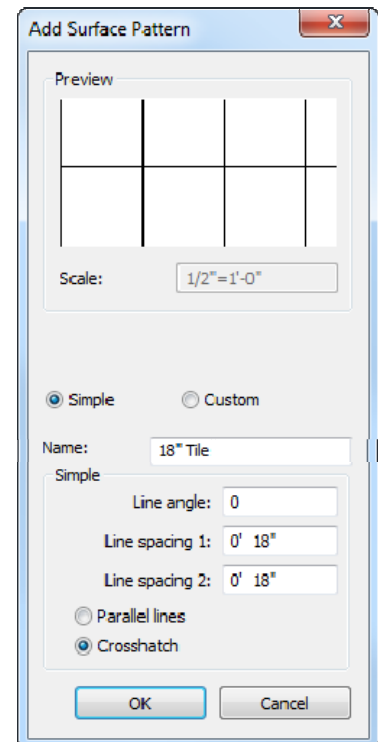 Add Surface Pattern
Preview
Scale: 1/2"=1'-0"
Simple Custom
Name: 18" Tile
Simple
Line angle: 0
Line spacing 1: 0' 18"
Line spacing 2: 0' 18"
Parallel lines
Crosshatch
OK Cancel